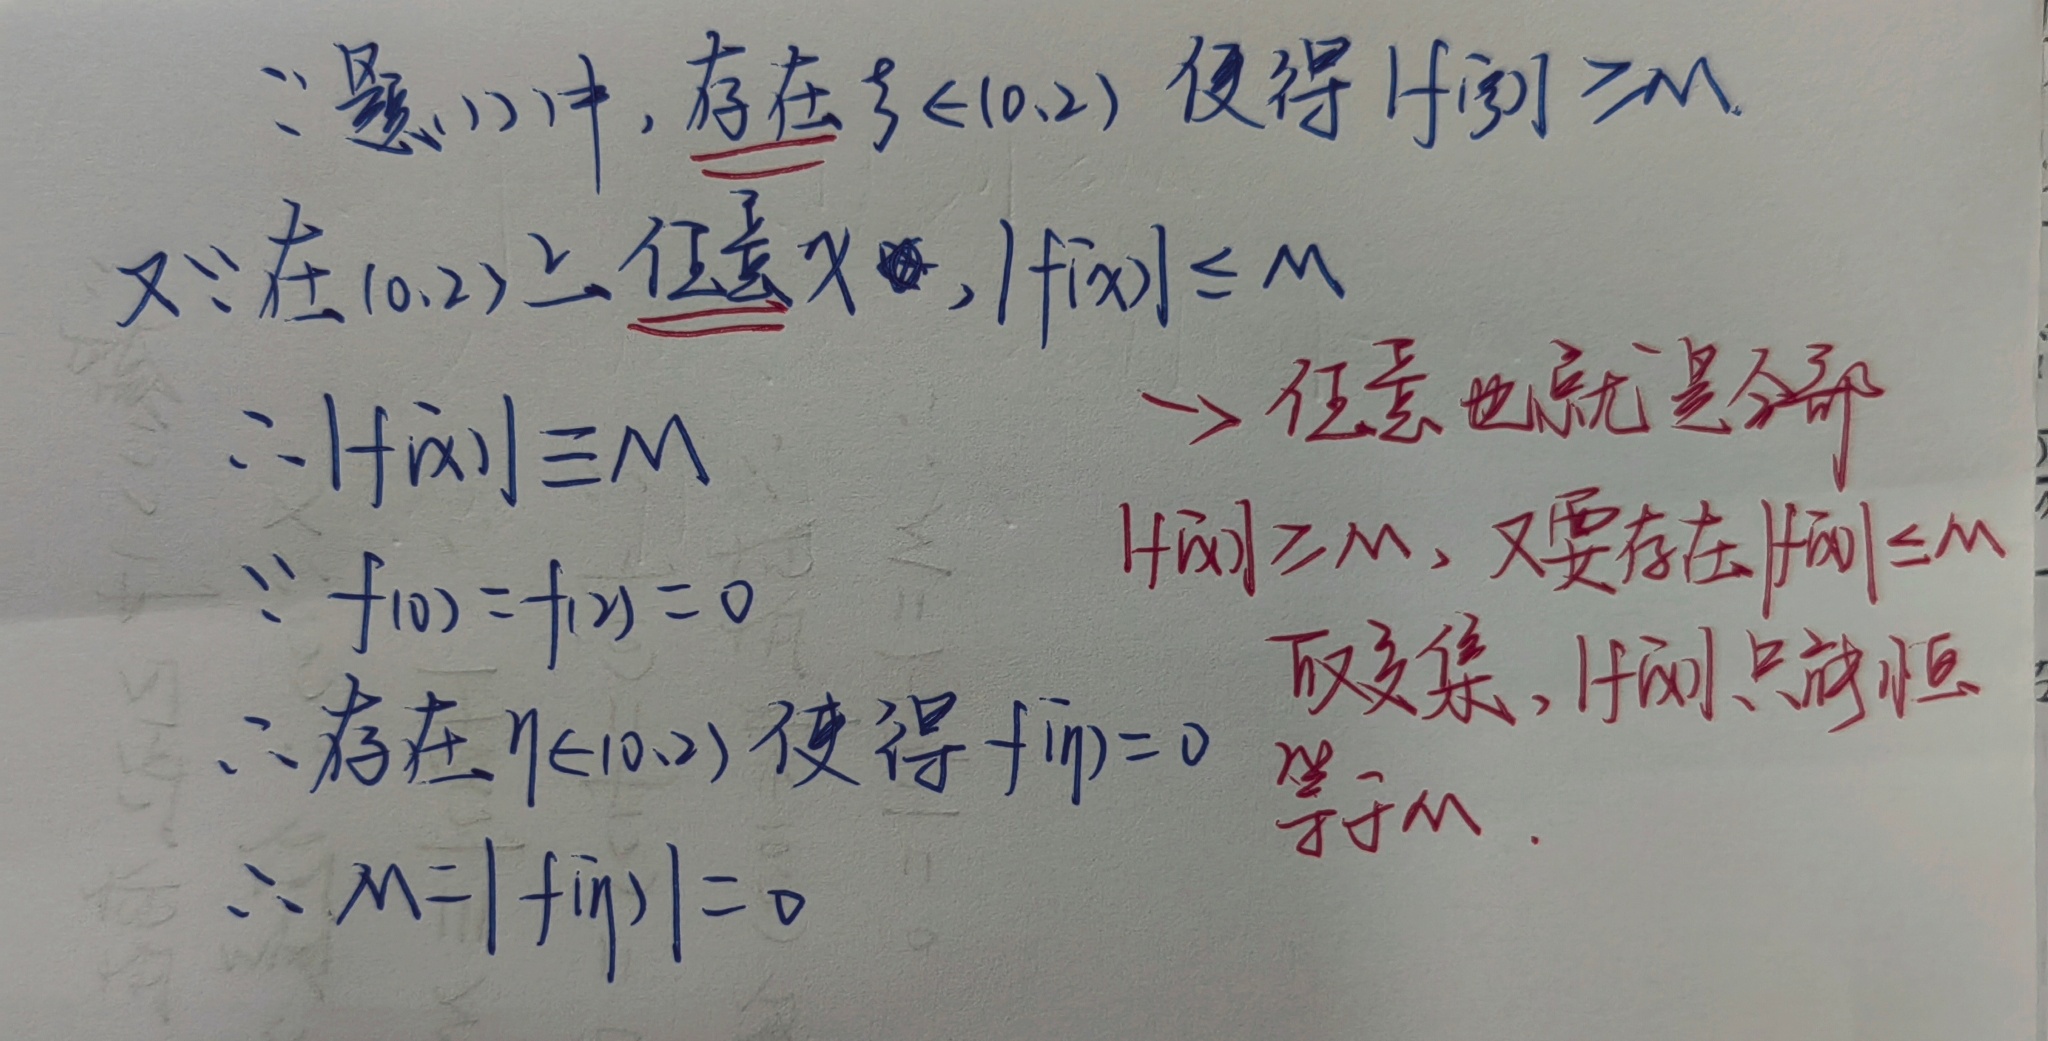 ∵题(1)中,存在ξ∈(0,2)使得|f'(ξ)|≥M.
又∵在(0,2)上任意x,|f'(x)|≤M
∴|f'(x)|≡M
∵f(0)=f(2)=0
∴存在η∈(0,2)使得f'(η)=0
∴M=|f'(η)|=0
→任意也就是全部
|f'(x)|≥M,又要存在|f'(x)|≤M
取交集,|f'(x)|只能恒
等于M.